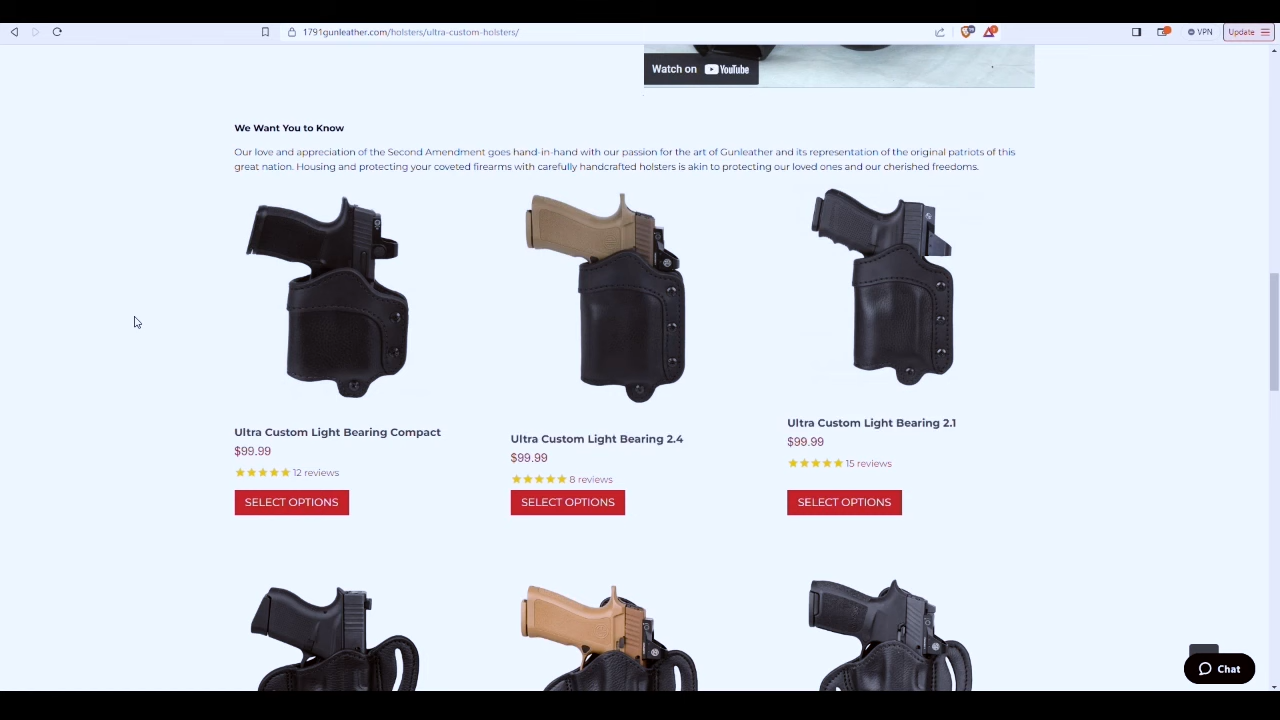 1791gunleather.com/holsters/ultra-custom-holsters/
VPN
Update
Watch on YouTube
We Want You to Know
Our love and appreciation of the Second Amendment goes hand-in-hand with our passion for the art of Gunleather and its representation of the original patriots of this
great nation. Housing and protecting your coveted firearms with carefully handcrafted holsters is akin to protecting our loved ones and our cherished freedoms.
Ultra Custom Light Bearing Compact
$99.99
12 reviews
SELECT OPTIONS
Ultra Custom Light Bearing 2.4
$99.99
8 reviews
SELECT OPTIONS
Ultra Custom Light Bearing 2.1
$99.99
15 reviews
SELECT OPTIONS
Chat